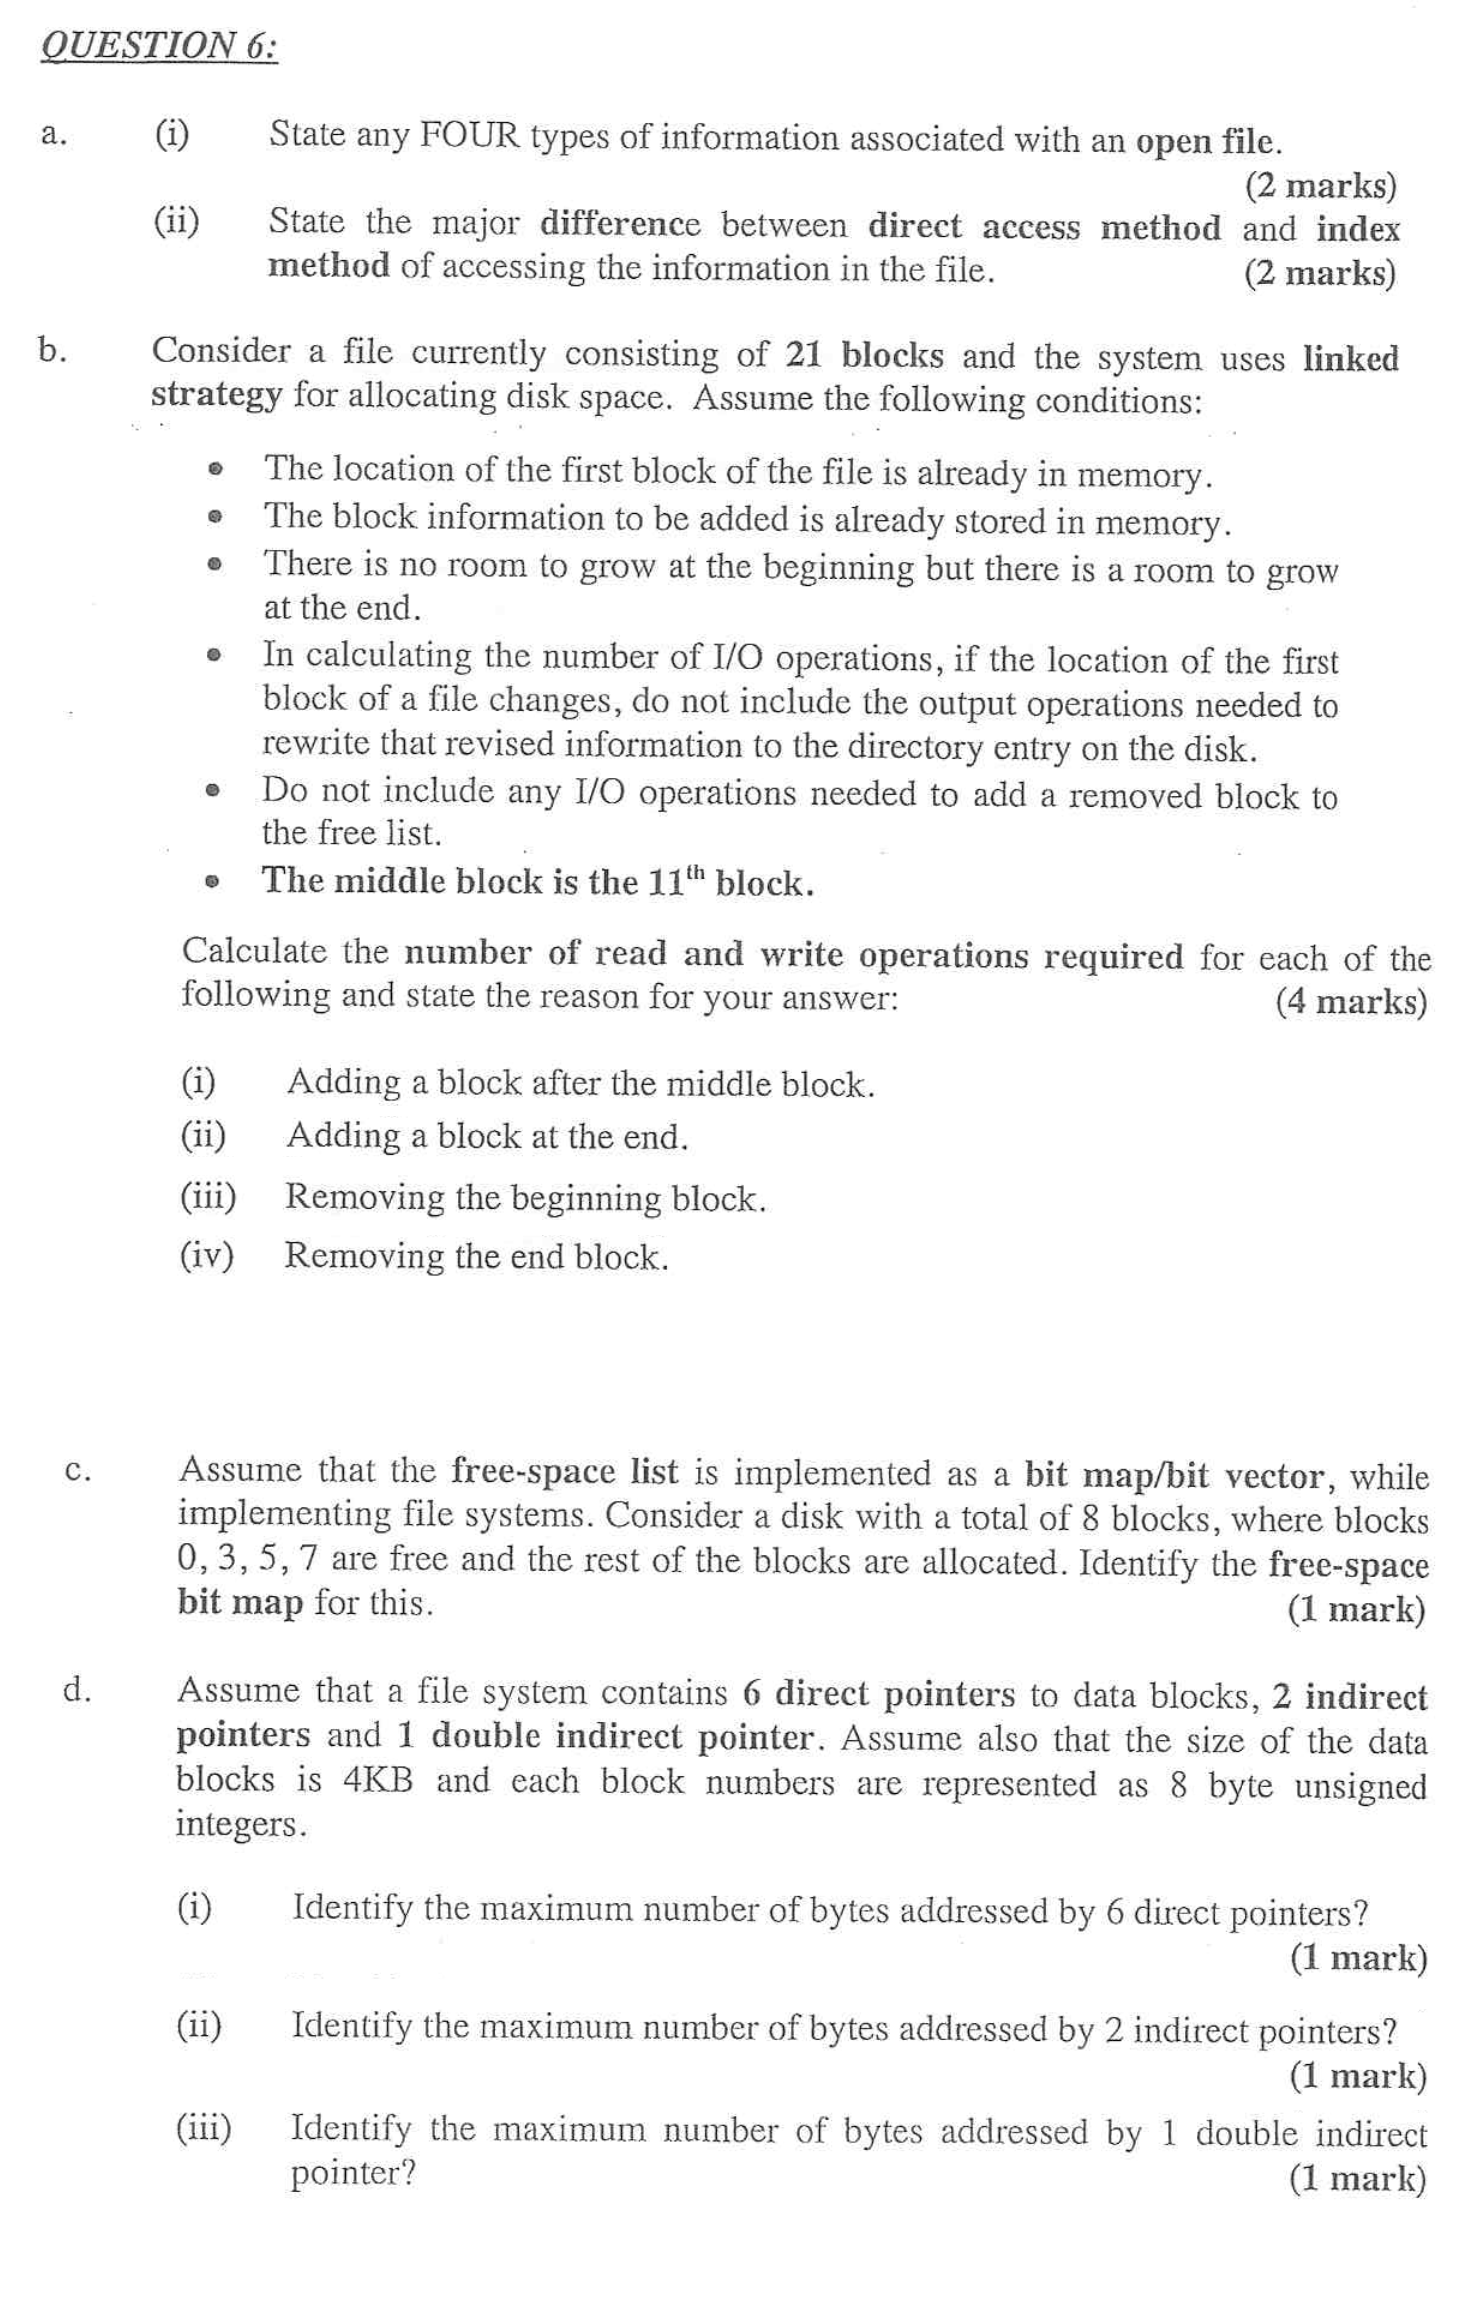 QUESTION 6:
a. (i) State any FOUR types of information associated with an open file.
(2 marks)
(ii) State the major difference between direct access method and index
method of accessing the information in the file. (2 marks)
b. Consider a file currently consisting of 21 blocks and the system uses linked
strategy for allocating disk space. Assume the following conditions:
• The location of the first block of the file is already in memory.
• The block information to be added is already stored in memory.
• There is no room to grow at the beginning but there is a room to grow
at the end.
• In calculating the number of I/O operations, if the location of the first
block of a file changes, do not include the output operations needed to
rewrite that revised information to the directory entry on the disk.
• Do not include any I/O operations needed to add a removed block to
the free list.
• The middle block is the 11th block.
Calculate the number of read and write operations required for each of the
following and state the reason for your answer: (4 marks)
(i) Adding a block after the middle block.
(ii) Adding a block at the end.
(iii) Removing the beginning block.
(iv) Removing the end block.
c. Assume that the free-space list is implemented as a bit map/bit vector, while
implementing file systems. Consider a disk with a total of 8 blocks, where blocks
0, 3, 5, 7 are free and the rest of the blocks are allocated. Identify the free-space
bit map for this. (1 mark)
d. Assume that a file system contains 6 direct pointers to data blocks, 2 indirect
pointers and 1 double indirect pointer. Assume also that the size of the data
blocks is 4KB and each block numbers are represented as 8 byte unsigned
integers.
(i) Identify the maximum number of bytes addressed by 6 direct pointers?
(1 mark)
(ii) Identify the maximum number of bytes addressed by 2 indirect pointers?
(1 mark)
(iii) Identify the maximum number of bytes addressed by 1 double indirect
pointer? (1 mark)